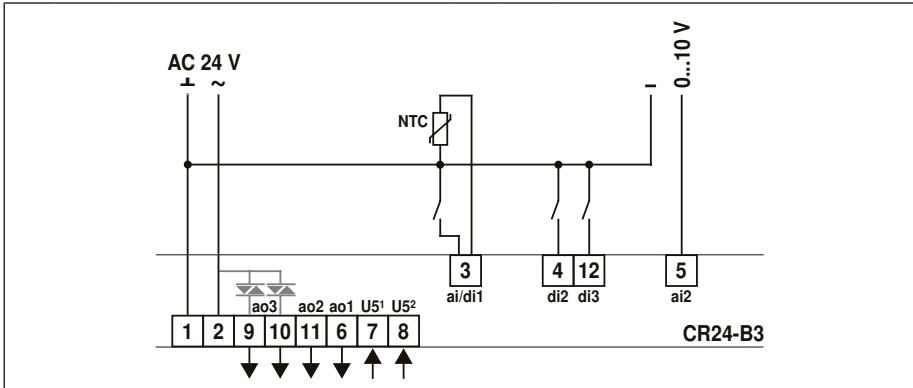 AC 24 V
⊥ ~
– 0...10 V
NTC
3 4 12 5
ai/di1 di2 di3 ai2
ao3 ao2 ao1 U5¹ U5²
1 2 9 10 11 6 7 8
CR24-B3